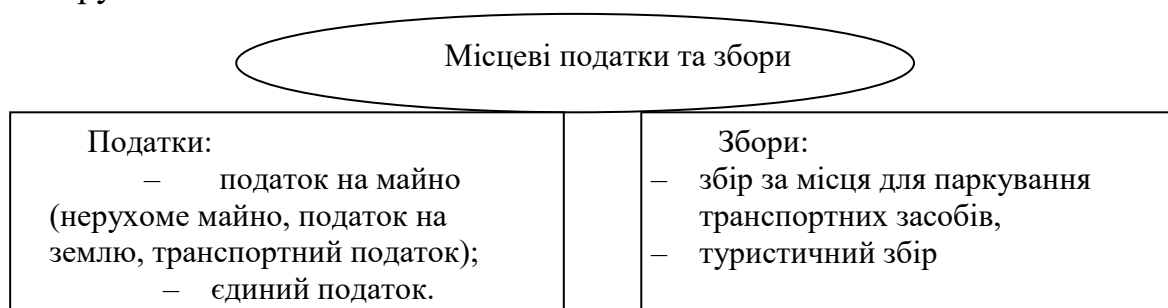 Місцеві податки та збори
Податки:
– податок на майно
(нерухоме майно, податок на
землю, транспортний податок);
– єдиний податок.
Збори:
– збір за місця для паркування
транспортних засобів,
– туристичний збір